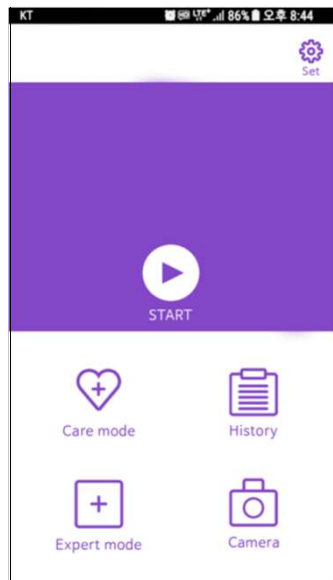 KT LTE+ 86% 오후 8:44
Set
START
Care mode
History
Expert mode
Camera